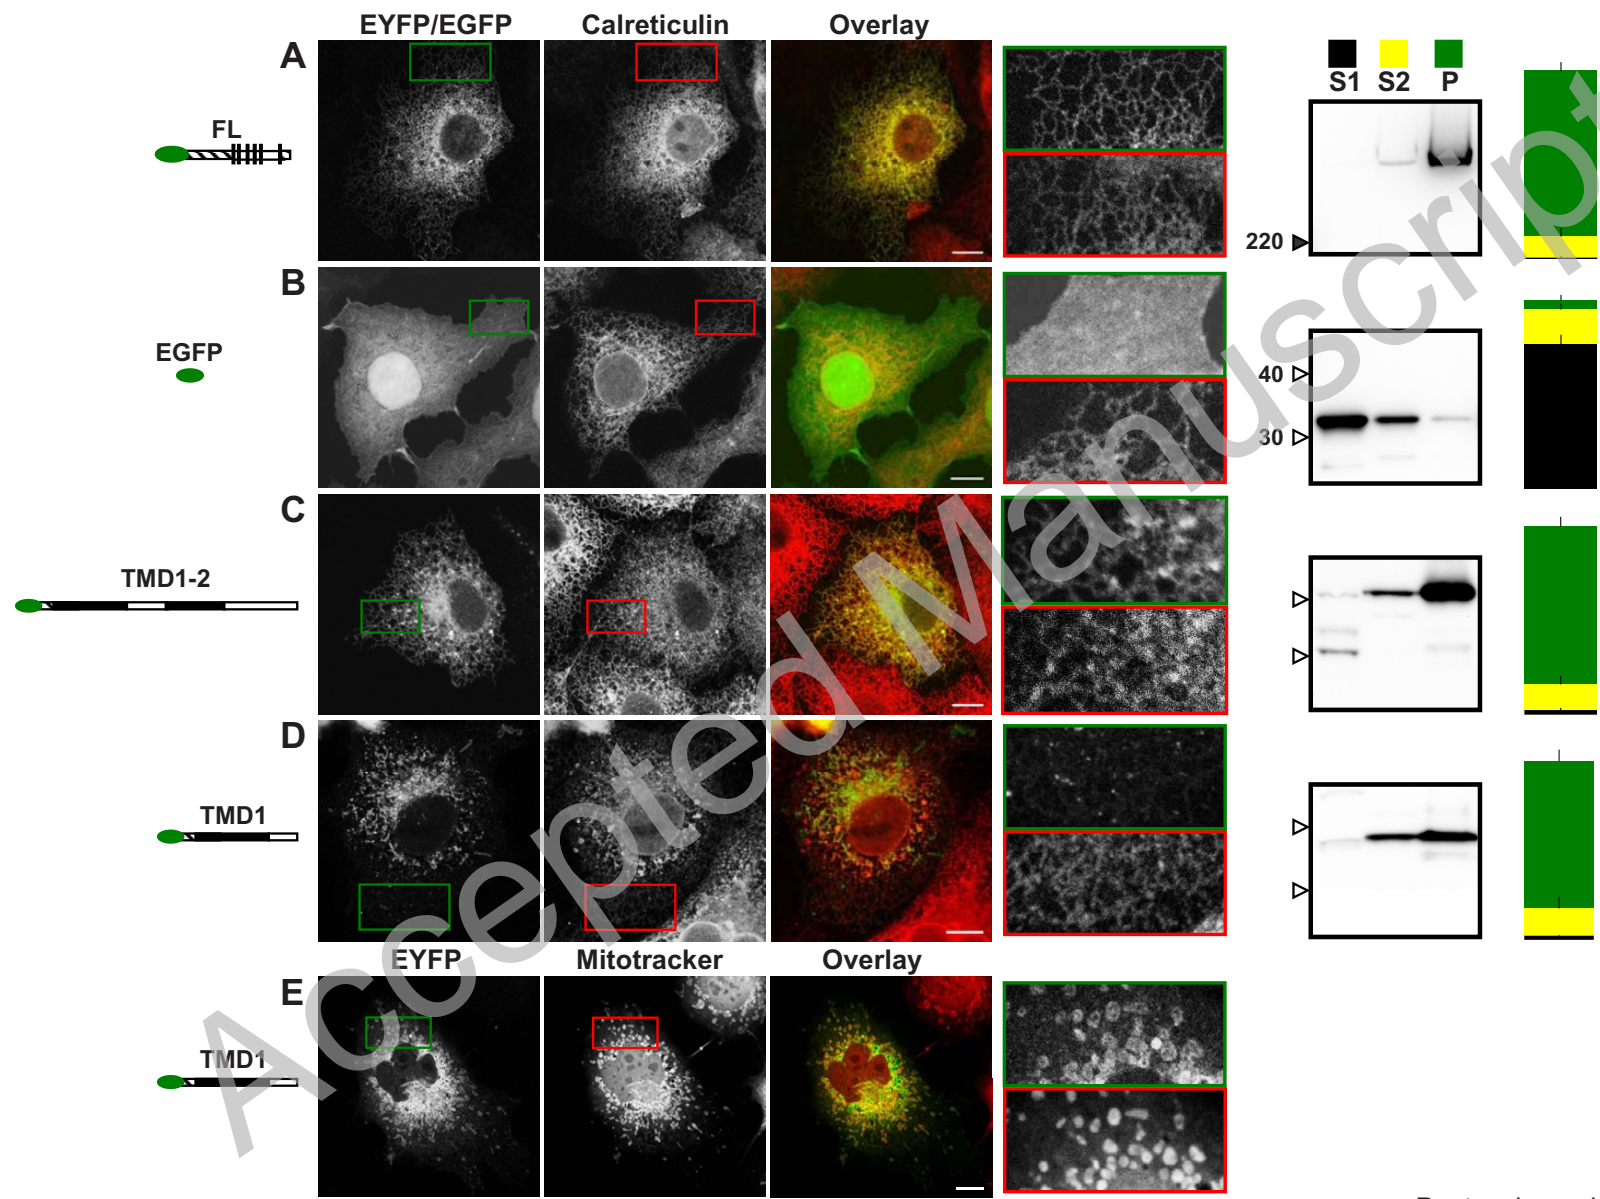 EYFP/EGFP Calreticulin Overlay
A
FL
S1 S2 P
220
B
EGFP
40
30
C
TMD1-2
D
TMD1
EYFP Mitotracker Overlay
E
TMD1
Accepted Manuscript